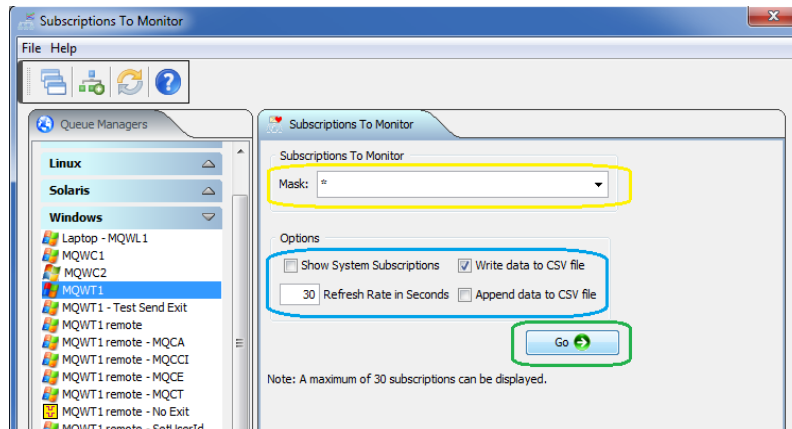 Subscriptions To Monitor
File Help
Queue Managers
Linux
Solaris
Windows
Laptop - MQWL1
MQWC1
MQWC2
MQWT1
MQWT1 - Test Send Exit
MQWT1 remote
MQWT1 remote - MQCA
MQWT1 remote - MQCCI
MQWT1 remote - MQCE
MQWT1 remote - MQCT
MQWT1 remote - No Exit
MQWT1 remote - SetUserId
Subscriptions To Monitor
Subscriptions To Monitor
Mask: *
Options
Show System Subscriptions Write data to CSV file
30 Refresh Rate in Seconds Append data to CSV file
Go
Note: A maximum of 30 subscriptions can be displayed.